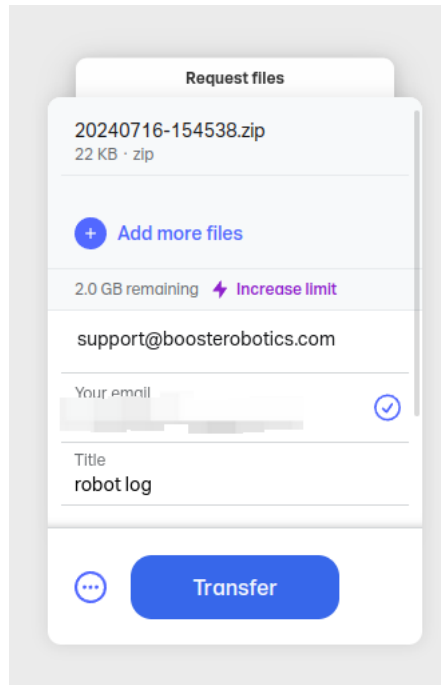 Request files
20240716-154538.zip
22 KB · zip
+ Add more files
2.0 GB remaining Increase limit
support@boosterobotics.com
Your email
Title
robot log
Transfer